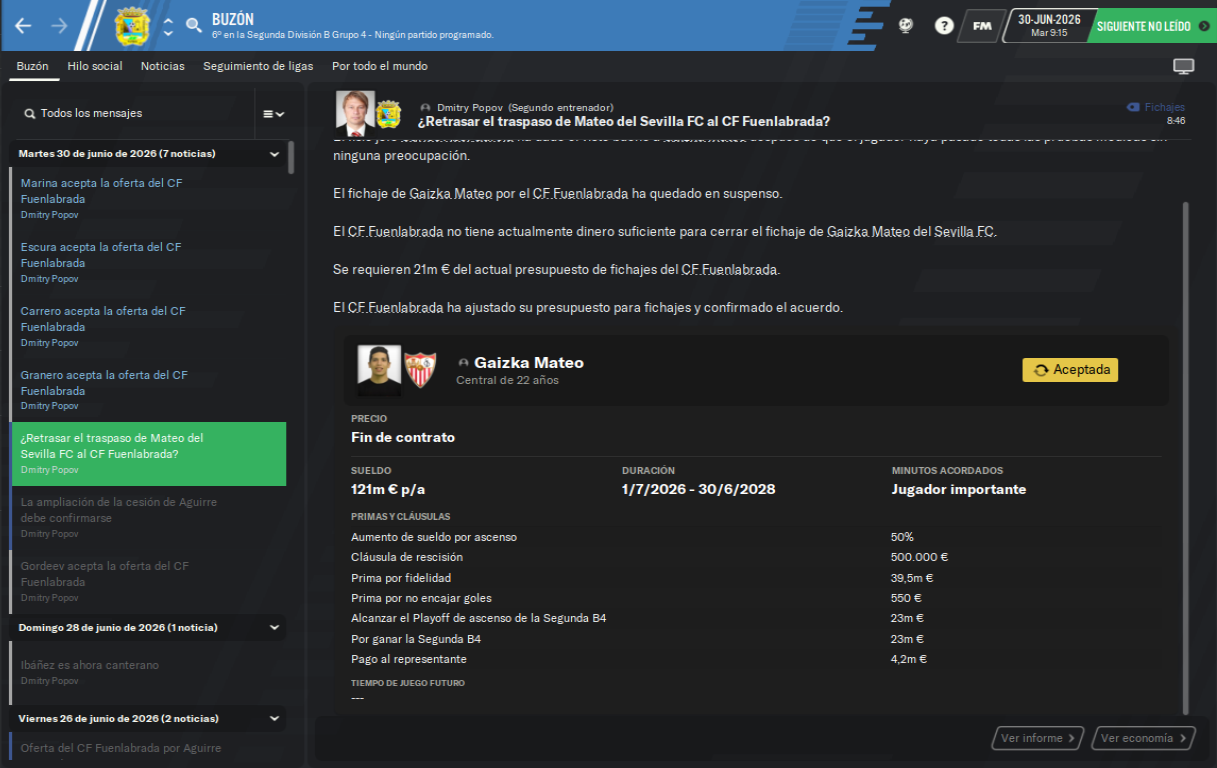 BUZÓN
6º en la Segunda División B Grupo 4 - Ningún partido programado.
?
FM
30-JUN-2026
Mar 9:15
SIGUIENTE NO LEÍDO
Buzón
Hilo social
Noticias
Seguimiento de ligas
Por todo el mundo
Todos los mensajes
Martes 30 de junio de 2026 (7 noticias)
Marina acepta la oferta del CF
Fuenlabrada
Dmitry Popov
Escura acepta la oferta del CF
Fuenlabrada
Dmitry Popov
Carrero acepta la oferta del CF
Fuenlabrada
Dmitry Popov
Granero acepta la oferta del CF
Fuenlabrada
Dmitry Popov
¿Retrasar el traspaso de Mateo del
Sevilla FC al CF Fuenlabrada?
Dmitry Popov
La ampliación de la cesión de Aguirre
debe confirmarse
Dmitry Popov
Gordeev acepta la oferta del CF
Fuenlabrada
Dmitry Popov
Domingo 28 de junio de 2026 (1 noticia)
Ibáñez es ahora canterano
Dmitry Popov
Viernes 26 de junio de 2026 (2 noticias)
Oferta del CF Fuenlabrada por Aguirre
Dmitry Popov (Segundo entrenador)
¿Retrasar el traspaso de Mateo del Sevilla FC al CF Fuenlabrada?
Fichajes
8:46
ninguna preocupación.
El fichaje de Gaizka Mateo por el CF Fuenlabrada ha quedado en suspenso.
El CF Fuenlabrada no tiene actualmente dinero suficiente para cerrar el fichaje de Gaizka Mateo del Sevilla FC.
Se requieren 21m € del actual presupuesto de fichajes del CF Fuenlabrada.
El CF Fuenlabrada ha ajustado su presupuesto para fichajes y confirmado el acuerdo.
Gaizka Mateo
Central de 22 años
Aceptada
PRECIO
Fin de contrato
SUELDO
121m € p/a
DURACIÓN
1/7/2026 - 30/6/2028
MINUTOS ACORDADOS
Jugador importante
PRIMAS Y CLÁUSULAS
Aumento de sueldo por ascenso 50%
Cláusula de rescisión 500.000 €
Prima por fidelidad 39,5m €
Prima por no encajar goles 550 €
Alcanzar el Playoff de ascenso de la Segunda B4 23m €
Por ganar la Segunda B4 23m €
Pago al representante 4,2m €
TIEMPO DE JUEGO FUTURO
---
Ver informe
Ver economía